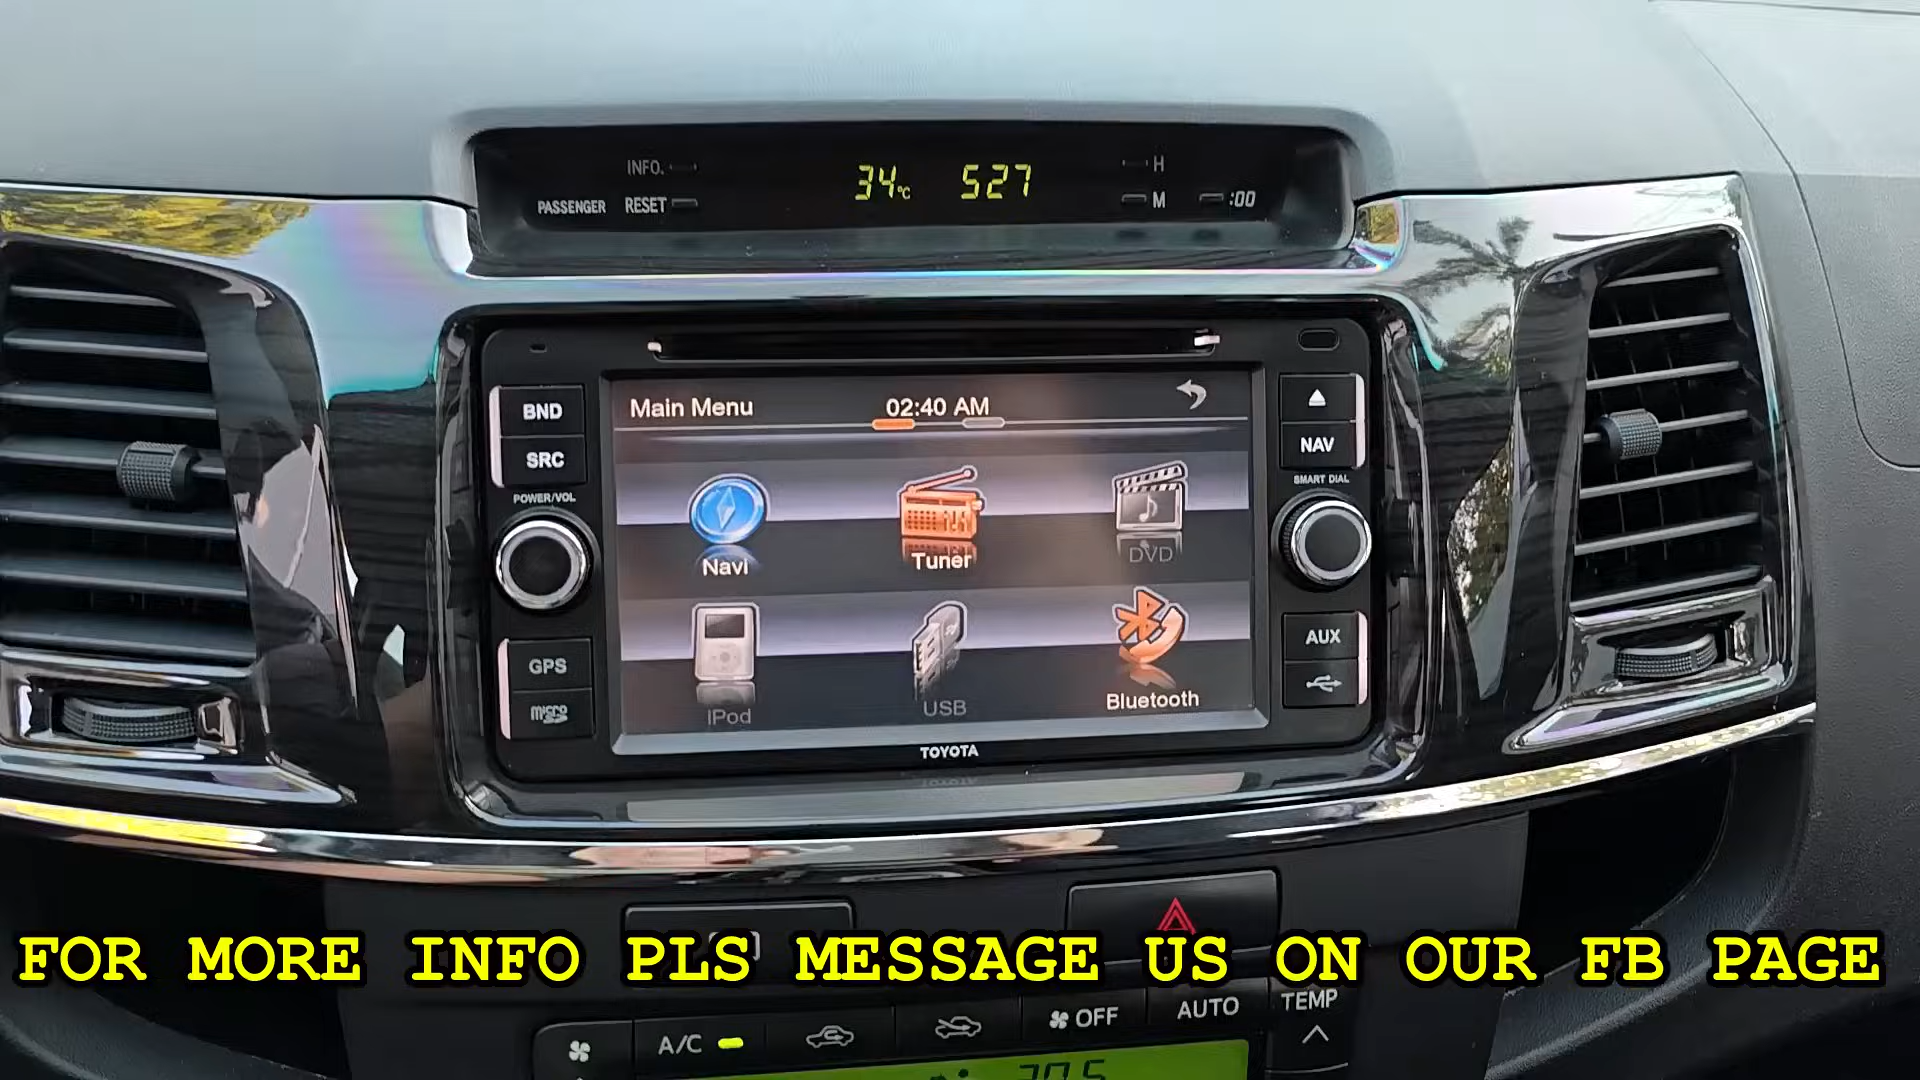 INFO.
34°C 527
H
PASSENGER RESET
M
:00
BND
SRC
POWER/VOL
GPS
micro
Main Menu
02:40 AM
Navi
Tuner
DVD
iPod
USB
Bluetooth
TOYOTA
NAV
SMART DIAL
AUX
FOR MORE INFO PLS MESSAGE US ON OUR FB PAGE
A/C
OFF
AUTO
TEMP